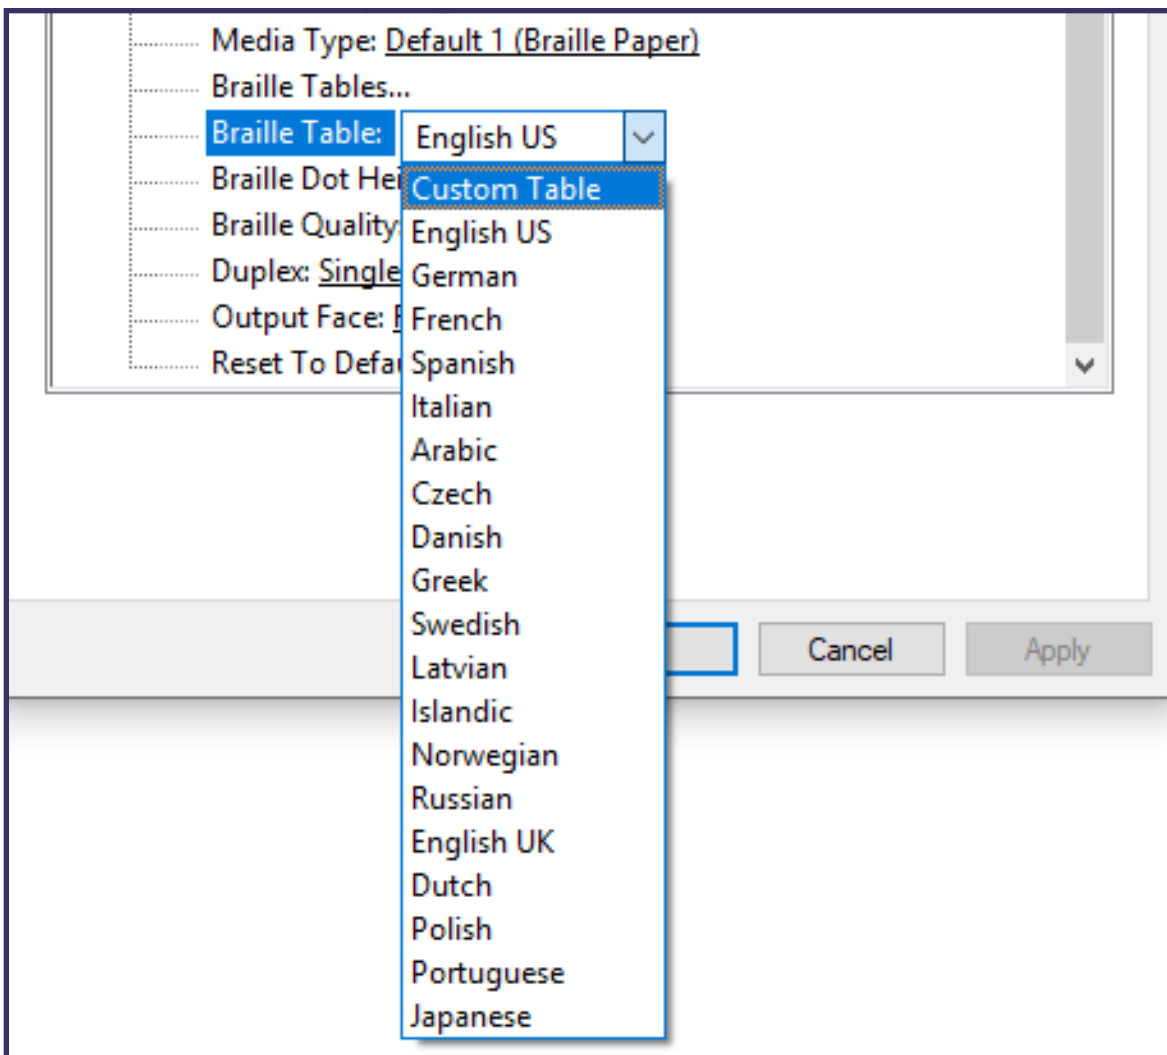 Media Type: Default 1 (Braille Paper)
Braille Tables...
Braille Table: English US
Braille Dot Hei
Braille Quality
Duplex: Single
Output Face:
Reset To Defau
Custom Table
English US
German
French
Spanish
Italian
Arabic
Czech
Danish
Greek
Swedish
Latvian
Islandic
Norwegian
Russian
English UK
Dutch
Polish
Portuguese
Japanese
Cancel
Apply